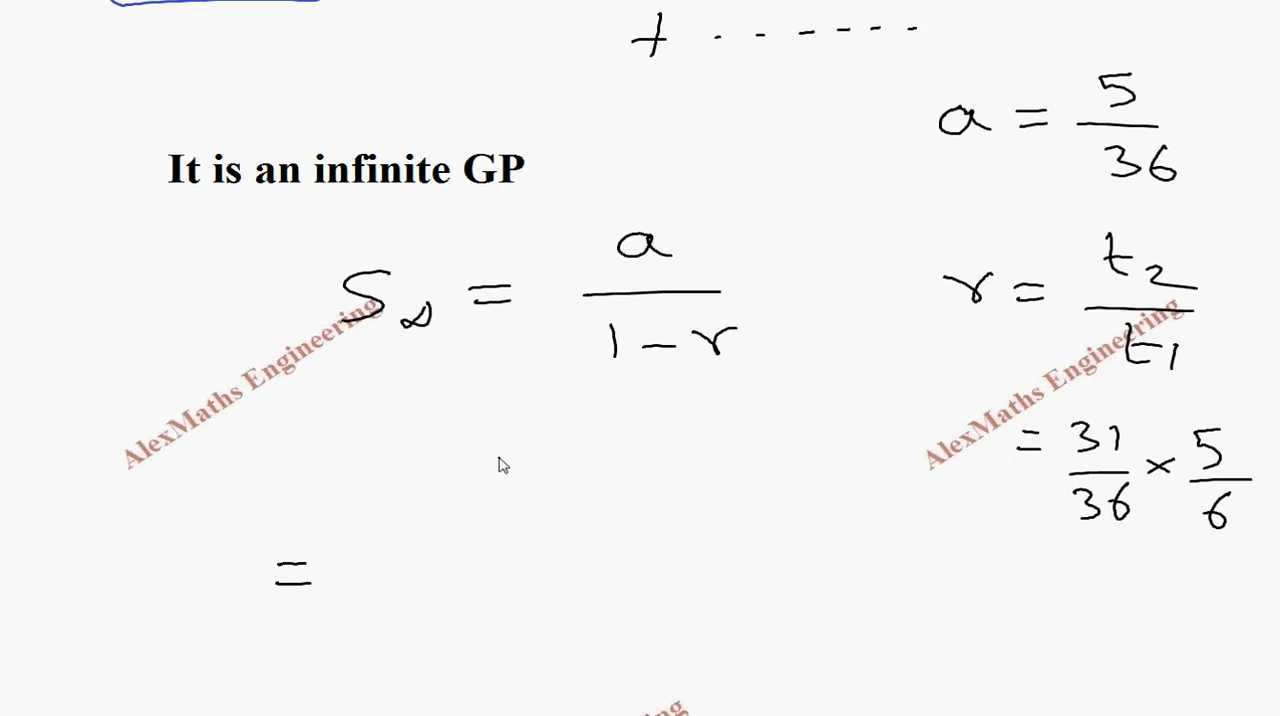 + . - - - - -
a = 5/36
It is an infinite GP
S∞ = a/(1 - r)
r = t2/t1
= 31/36 × 5/6
=
AlexMaths Engineering
AlexMaths Engineering